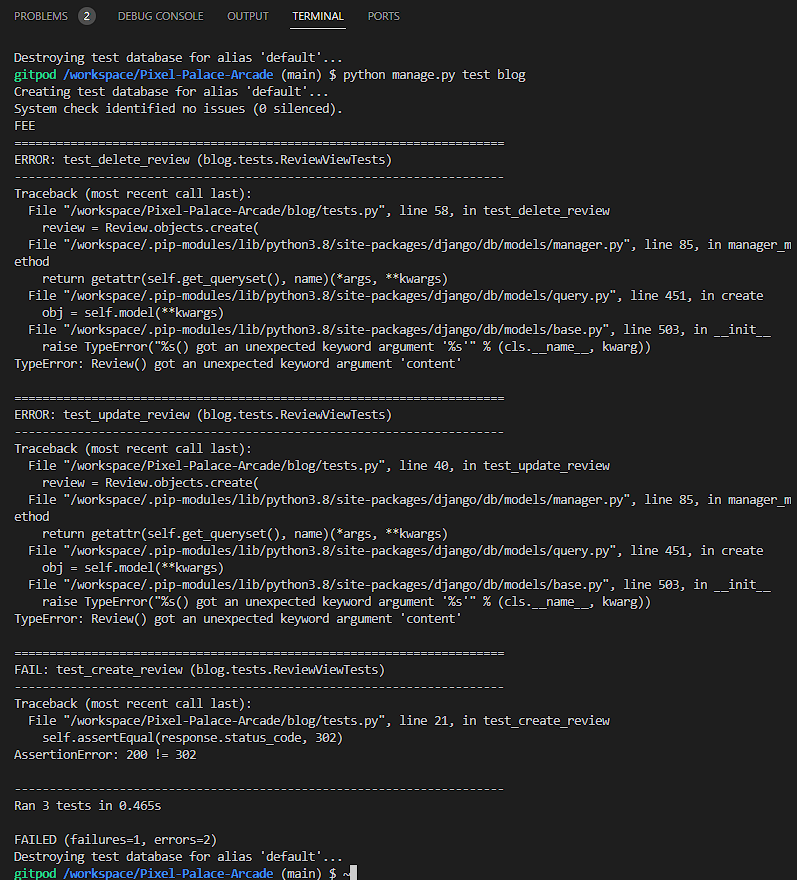 PROBLEMS 2 DEBUG CONSOLE OUTPUT TERMINAL PORTS
Destroying test database for alias 'default'...
gitpod /workspace/Pixel-Palace-Arcade (main) $ python manage.py test blog
Creating test database for alias 'default'...
System check identified no issues (0 silenced).
FEE
======================================================================
ERROR: test_delete_review (blog.tests.ReviewViewTests)
----------------------------------------------------------------------
Traceback (most recent call last):
  File "/workspace/Pixel-Palace-Arcade/blog/tests.py", line 58, in test_delete_review
    review = Review.objects.create(
  File "/workspace/.pip-modules/lib/python3.8/site-packages/django/db/models/manager.py", line 85, in manager_m
ethod
    return getattr(self.get_queryset(), name)(*args, **kwargs)
  File "/workspace/.pip-modules/lib/python3.8/site-packages/django/db/models/query.py", line 451, in create
    obj = self.model(**kwargs)
  File "/workspace/.pip-modules/lib/python3.8/site-packages/django/db/models/base.py", line 503, in __init__
    raise TypeError("%s() got an unexpected keyword argument '%s'" % (cls.__name__, kwarg))
TypeError: Review() got an unexpected keyword argument 'content'
======================================================================
ERROR: test_update_review (blog.tests.ReviewViewTests)
----------------------------------------------------------------------
Traceback (most recent call last):
  File "/workspace/Pixel-Palace-Arcade/blog/tests.py", line 40, in test_update_review
    review = Review.objects.create(
  File "/workspace/.pip-modules/lib/python3.8/site-packages/django/db/models/manager.py", line 85, in manager_m
ethod
    return getattr(self.get_queryset(), name)(*args, **kwargs)
  File "/workspace/.pip-modules/lib/python3.8/site-packages/django/db/models/query.py", line 451, in create
    obj = self.model(**kwargs)
  File "/workspace/.pip-modules/lib/python3.8/site-packages/django/db/models/base.py", line 503, in __init__
    raise TypeError("%s() got an unexpected keyword argument '%s'" % (cls.__name__, kwarg))
TypeError: Review() got an unexpected keyword argument 'content'
======================================================================
FAIL: test_create_review (blog.tests.ReviewViewTests)
----------------------------------------------------------------------
Traceback (most recent call last):
  File "/workspace/Pixel-Palace-Arcade/blog/tests.py", line 21, in test_create_review
    self.assertEqual(response.status_code, 302)
AssertionError: 200 != 302
----------------------------------------------------------------------
Ran 3 tests in 0.465s
FAILED (failures=1, errors=2)
Destroying test database for alias 'default'...
gitpod /workspace/Pixel-Palace-Arcade (main) $ ~